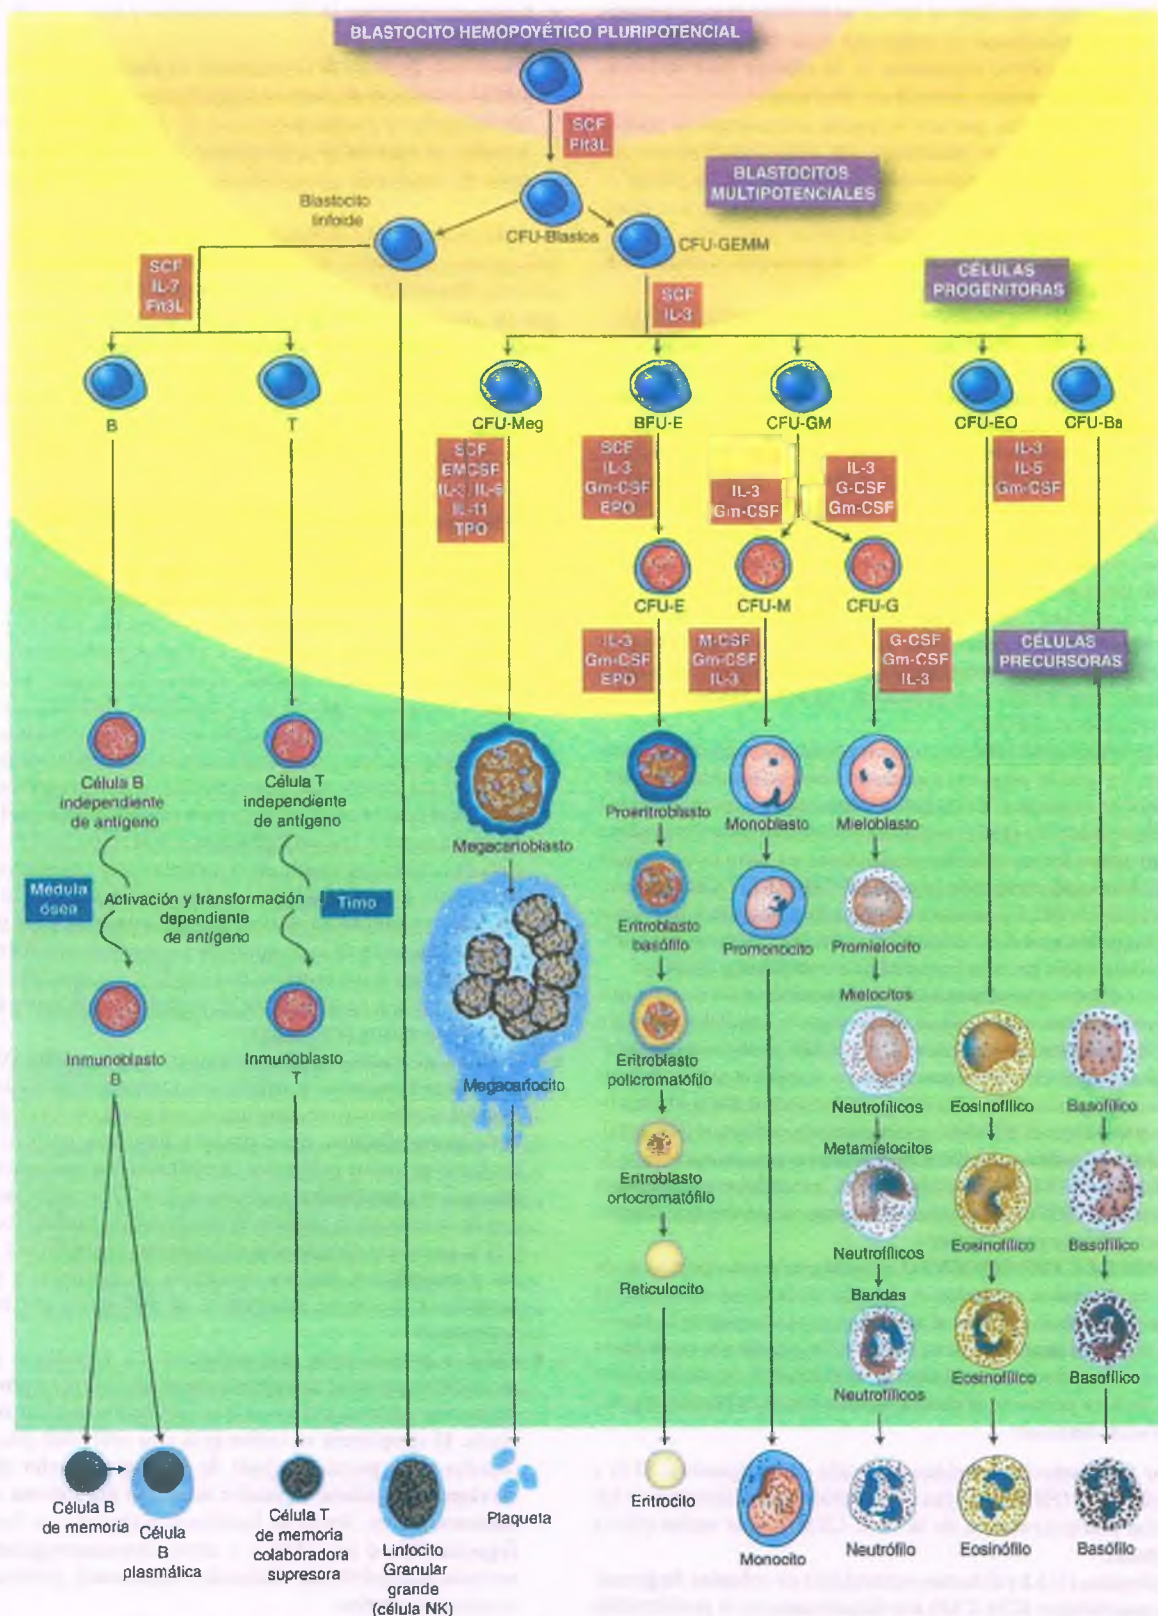 BLASTOCITO HEMOPOYÉTICO PLURIPOTENCIAL
SCF
Flt3L
BLASTOCITOS
MULTIPOTENCIALES
Blastocito
linfoide
CFU-Blastos
CFU-GEMM
SCF
IL-7
Flt3L
SCF
IL-3
CÉLULAS
PROGENITORAS
B
T
CFU-Meg
BFU-E
CFU-GM
CFU-EO
CFU-Ba
SCF
EMCSF
IL-3 IL-6
IL-11
TPO
SCF
IL-3
Gm-CSF
EPO
IL-3
Gm-CSF
IL-3
G-CSF
Gm-CSF
IL-3
IL-5
Gm-CSF
CFU-E
CFU-M
CFU-G
IL-3
Gm-CSF
EPO
M-CSF
Gm-CSF
IL-3
G-CSF
Gm-CSF
IL-3
CÉLULAS
PRECURSORAS
Célula B
independiente
de antígeno
Célula T
independiente
de antígeno
Megacarioblasto
Proeritroblasto
Monoblasto
Mieloblasto
Médula
ósea
Activación y transformación
dependiente
de antígeno
Timo
Eritroblasto
basófilo
Promonocito
Promielocito
Mielocitos
Inmunoblasto
B
Inmunoblasto
T
Megacariocito
Eritroblasto
policromatófilo
Neutrofílicos
Eosinofílico
Basofílico
Metamielocitos
Entroblasto
ortocromatófilo
Neutrofílicos
Eosinofílico
Basofílico
Reticulocito
Bandas
Neutrofílicos
Eosinofílico
Basofílico
Célula B
de memoria
Célula
B
plasmática
Célula T
de memoria
colaboradora
supresora
Linfocito
Granular
grande
(célula NK)
Plaqueta
Eritrocito
Monocito
Neutrófilo
Eosinófilo
Basófilo